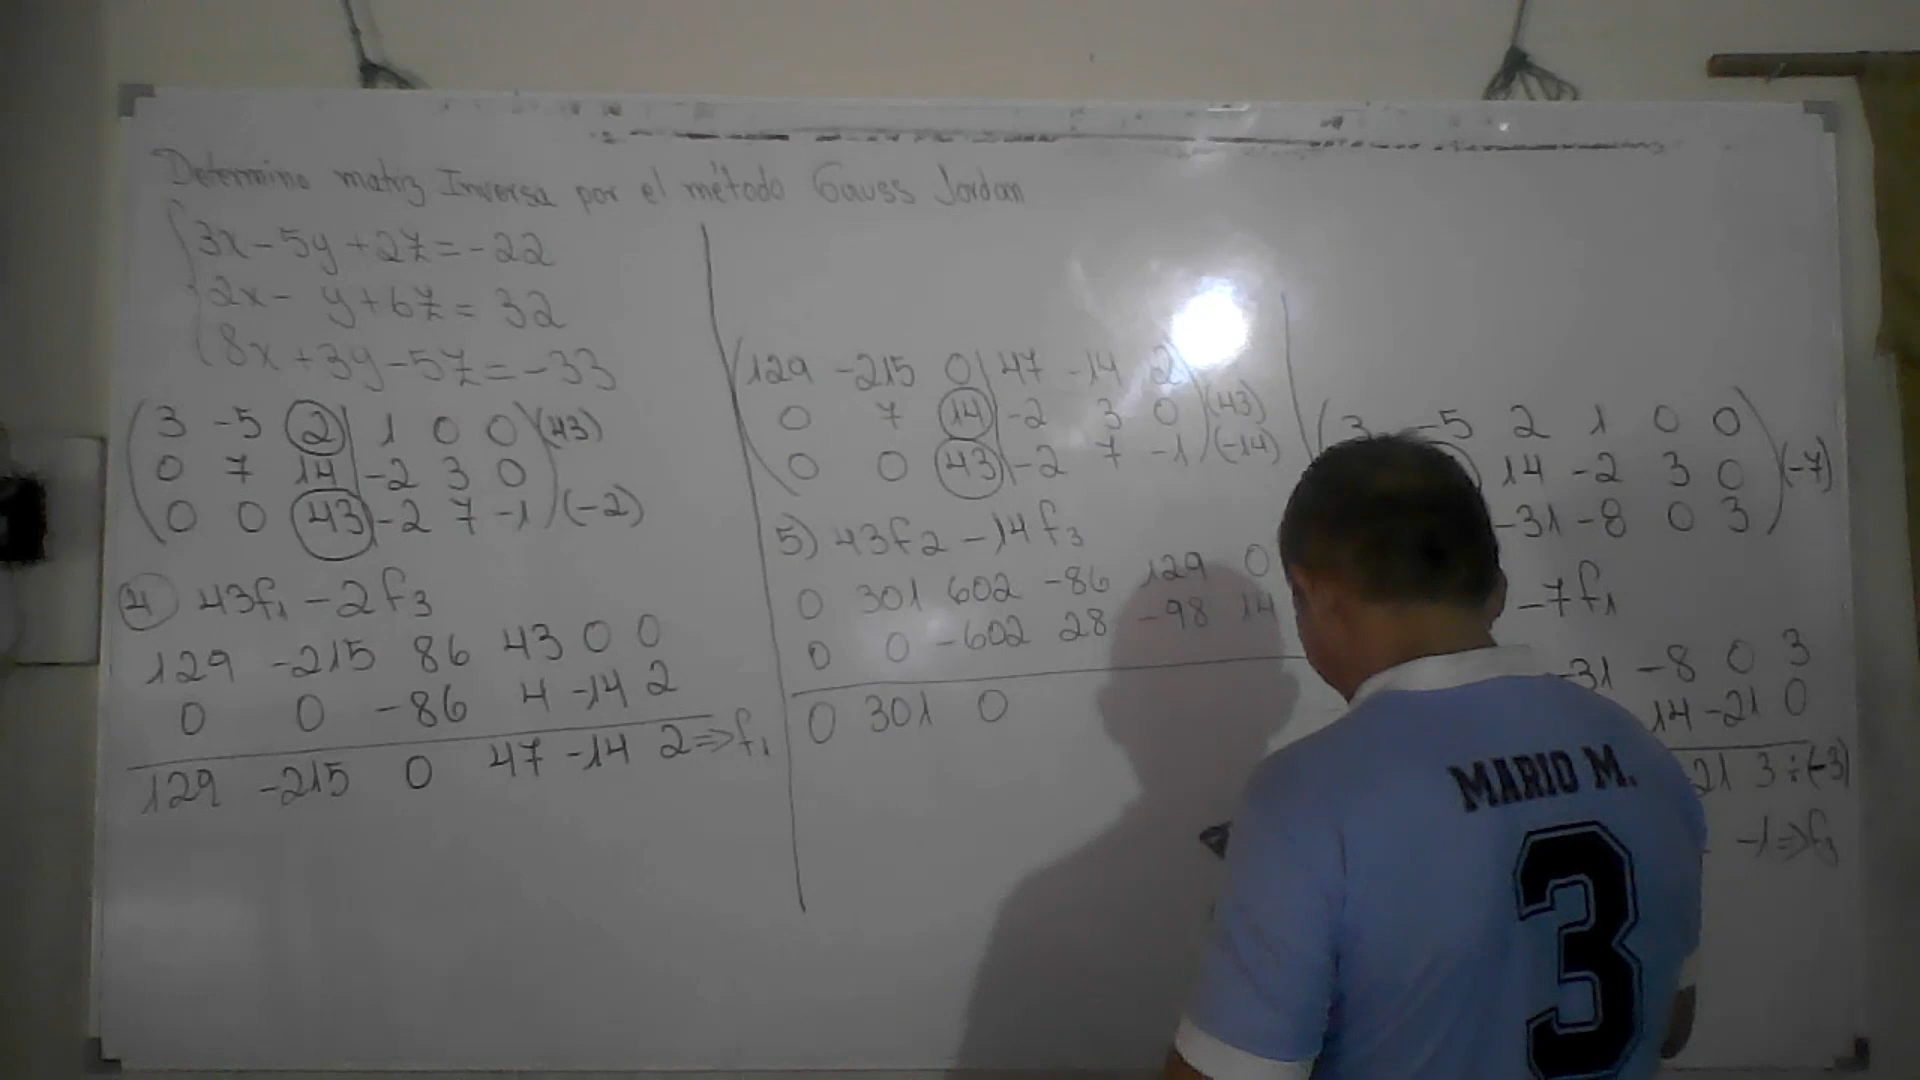 Determine matriz Inversa por el método Gauss Jordan
3x - 5y + 2z = -22
2x - y + 6z = 32
8x + 3y - 5z = -33
3 -5 2 | 1 0 0 (43)
0 7 14 | -2 3 0
0 0 43 | -2 7 -1 (-2)
4 43f₁ - 2f₃
129 -215 86 43 0 0
0 0 -86 4 -14 2
129 -215 0 47 -14 2 => f₁
129 -215 0 | 47 -14 2
0 7 14 | -2 3 0 (43)
0 0 43 | -2 7 -1 (-14)
5) 43f2 - 14f3
0 301 602 -86 129 0
0 0 -602 28 -98 14
0 301 0
3 -5 2 1 0 0
14 -2 3 0 (-7)
-31 -8 0 3
-7f₁
-31 -8 0 3
14 -21 0
21 3 ÷(-3)
-1 => f₃
MARIO M.
3